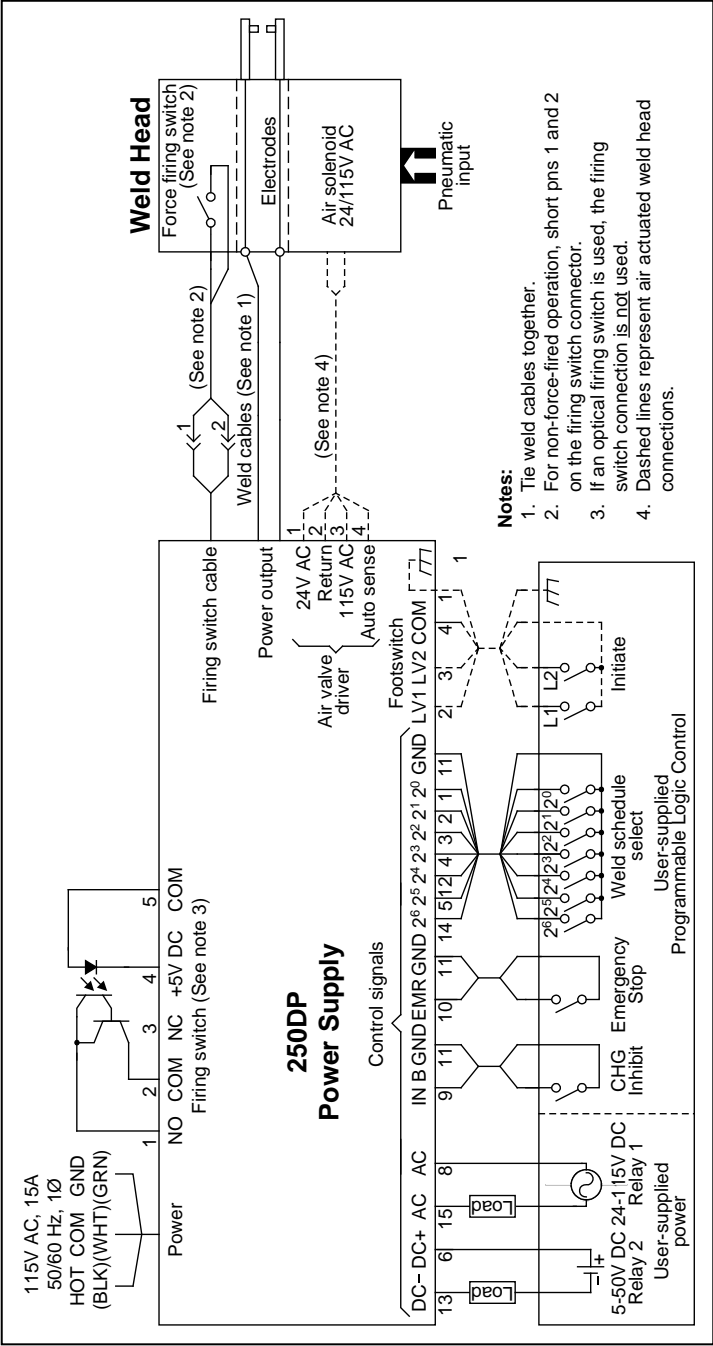 115V AC, 15A
50/60 Hz, 1Ø
HOT COM GND
(BLK)(WHT)(GRN)
Power
1 2 3 4 5
NO COM NC +5V DC COM
Firing switch (See note 3)
250DP
Power Supply
Firing switch cable
Power output
24V AC
Return
115V AC
Auto sense
1
2
3
4
Air valve
driver
Footswitch
1
2
(See note 2)
Weld cables (See note 1)
(See note 4)
Weld Head
Force firing switch
(See note 2)
Electrodes
Air solenoid
24/115V AC
Pneumatic
input
Control signals
DC− DC+ AC AC IN B GND EMR GND 2⁶ 2⁵ 2⁴ 2³ 2² 2¹ 2⁰ GND LV1 LV2 COM
13 6 15 8 9 11 10 11 14 5 12 4 3 2 1 11 2 3 4 1 1
Load
Load
− +
5-50V DC
Relay 2
24-115V DC
Relay 1
User-supplied
power
CHG
Inhibit
Emergency
Stop
2⁶ 2⁵ 2⁴ 2³ 2² 2¹ 2⁰
Weld schedule
select
L1 L2
Initiate
User-supplied
Programmable Logic Control
Notes:
1. Tie weld cables together.
2. For non-force-fired operation, short pns 1 and 2
on the firing switch connector.
3. If an optical firing switch is used, the firing
switch connection is not used.
4. Dashed lines represent air actuated weld head
connections.